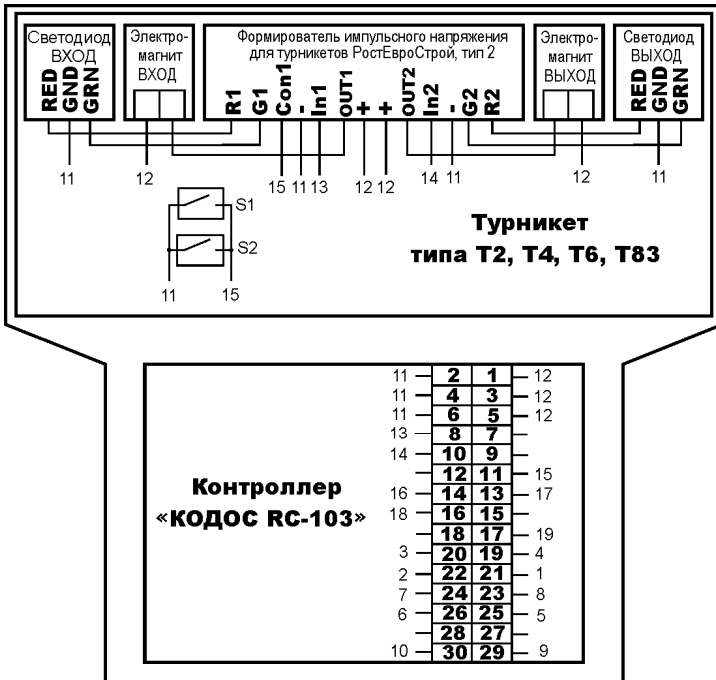 Светодиод ВХОД
RED GND GRN
Электро-магнит ВХОД
Формирователь импульсного напряжения
для турникетов РостЕвроСтрой, тип 2
R1 G1 Con1 - In1 OUT1 + + OUT2 In2 - G2 R2
Электро-магнит ВЫХОД
Светодиод ВЫХОД
RED GND GRN
11 12 15 11 13 12 12 14 11 12 11
S1
S2
11 15
Турникет
типа Т2, Т4, Т6, Т83
Контроллер
«КОДОС RC-103»
11 2 1 12
11 4 3 12
11 6 5 12
13 8 7
14 10 9
12 11 15
16 14 13 17
18 16 15
18 17 19
3 20 19 4
2 22 21 1
7 24 23 8
6 26 25 5
28 27
10 30 29 9